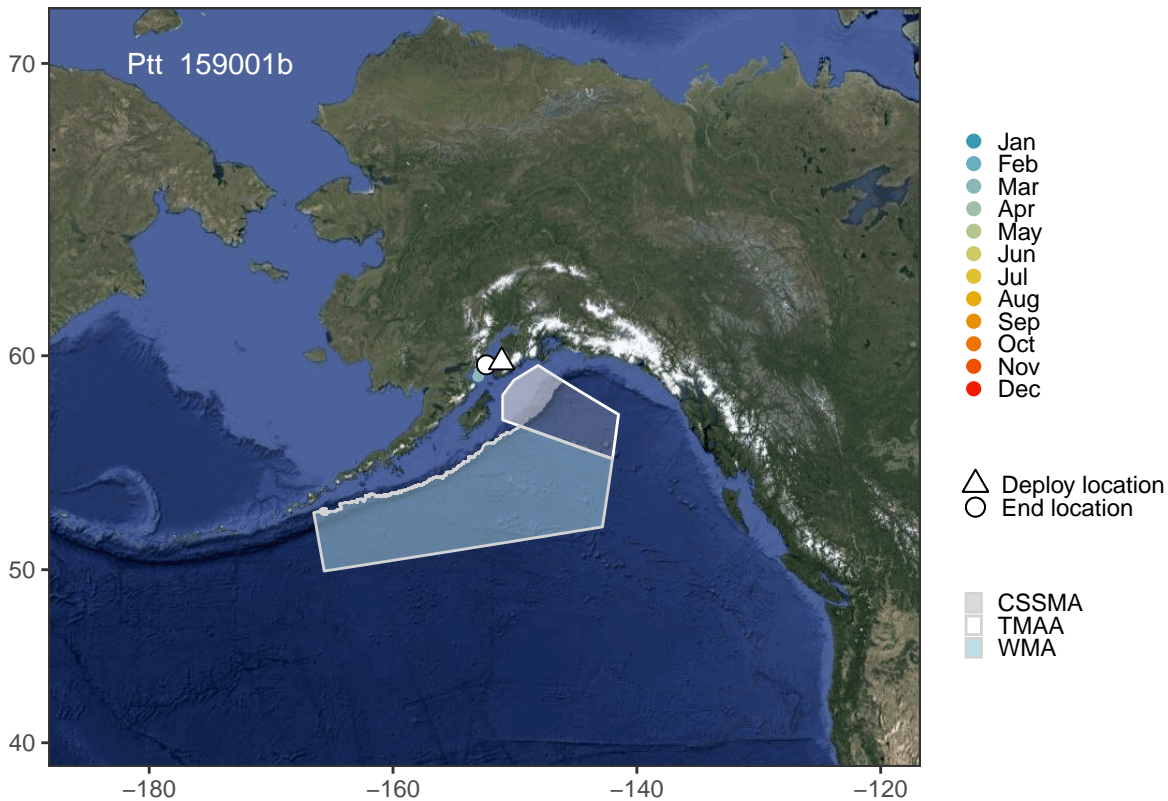 Ptt 159001b
70
60
50
40
−180
−160
−140
−120
Jan
Feb
Mar
Apr
May
Jun
Jul
Aug
Sep
Oct
Nov
Dec
Deploy location
End location
CSSMA
TMAA
WMA